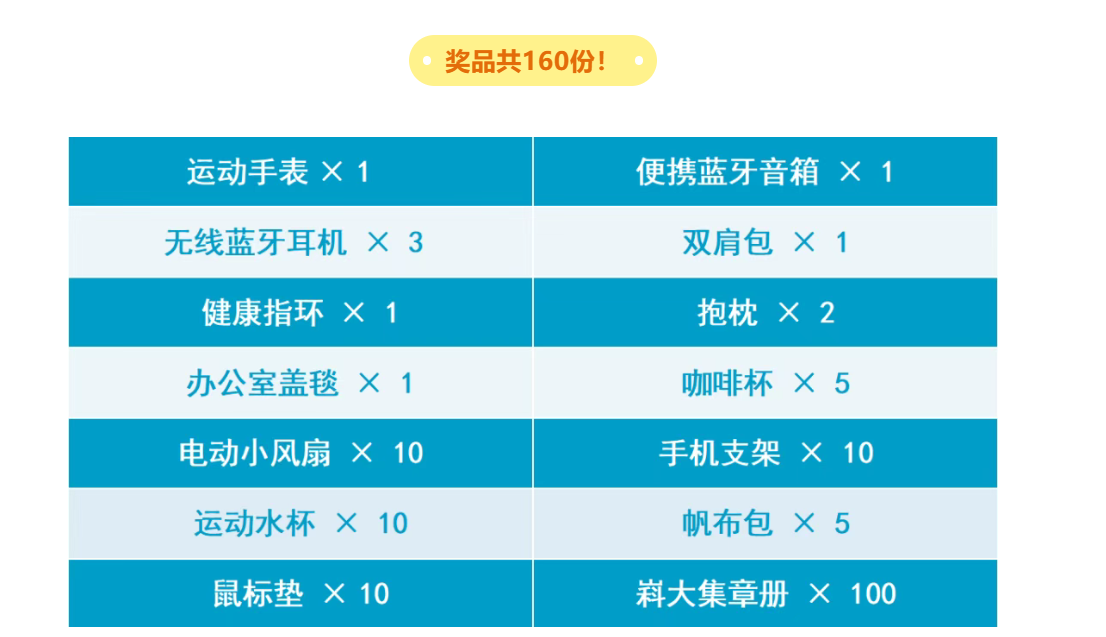 奖品共160份！
运动手表 × 1
便携蓝牙音箱 × 1
无线蓝牙耳机 × 3
双肩包 × 1
健康指环 × 1
抱枕 × 2
办公室盖毯 × 1
咖啡杯 × 5
电动小风扇 × 10
手机支架 × 10
运动水杯 × 10
帆布包 × 5
鼠标垫 × 10
嵙大集章册 × 100